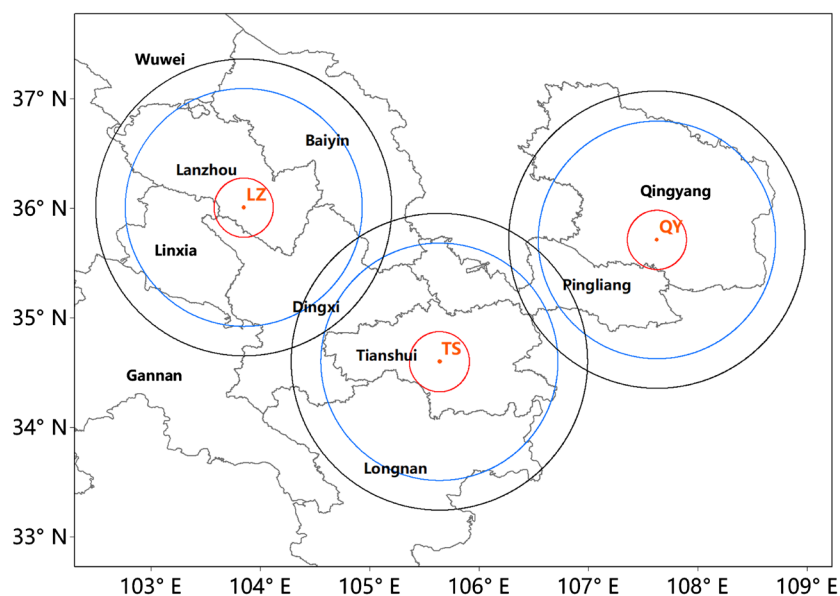 Wuwei
37° N
Baiyin
Lanzhou
Qingyang
LZ
36° N
QY
Linxia
Pingliang
35° N
Dingxi
TS
Tianshui
Gannan
34° N
Longnan
33° N
103° E
104° E
105° E
106° E
107° E
108° E
109° E